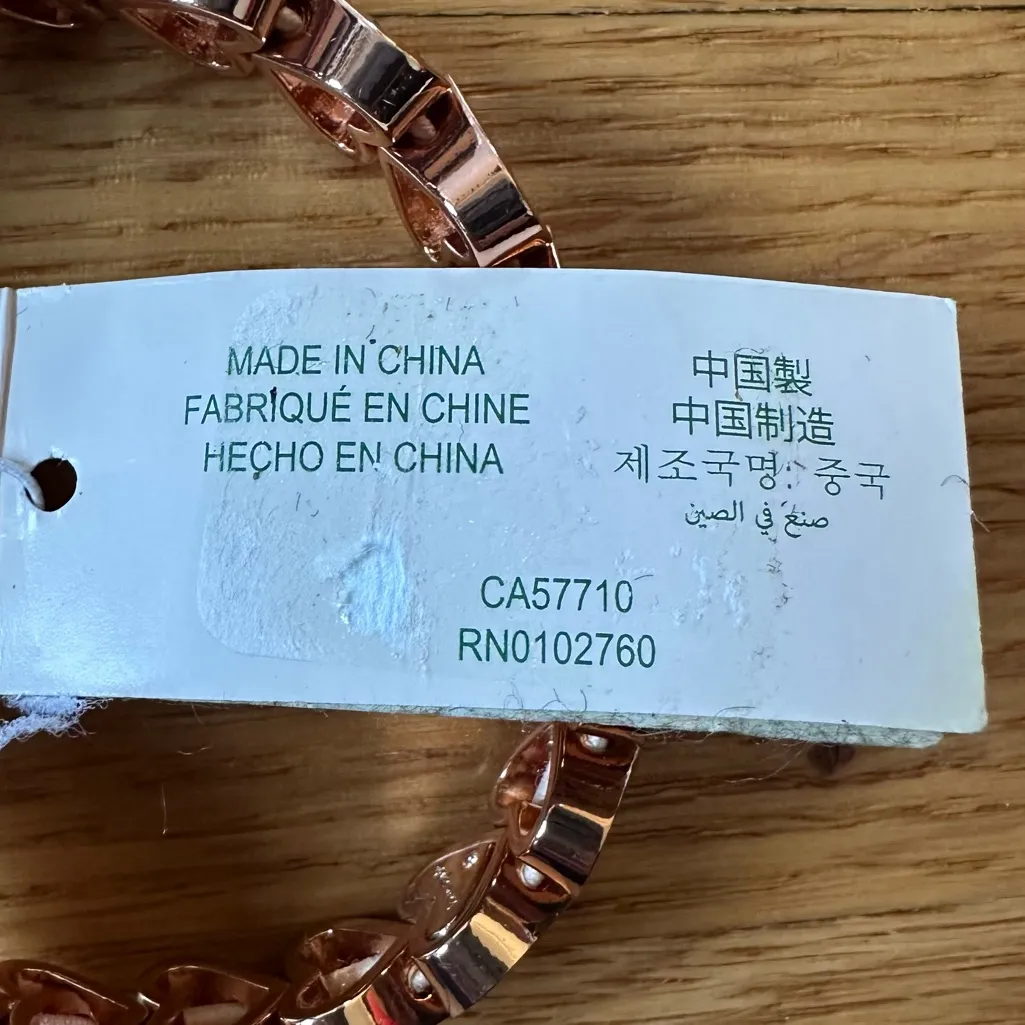 MADE IN CHINA
FABRIQUÉ EN CHINE
HECHO EN CHINA
中国製
中国制造
제조국명: 중국
صنع في الصين
CA57710
RN0102760